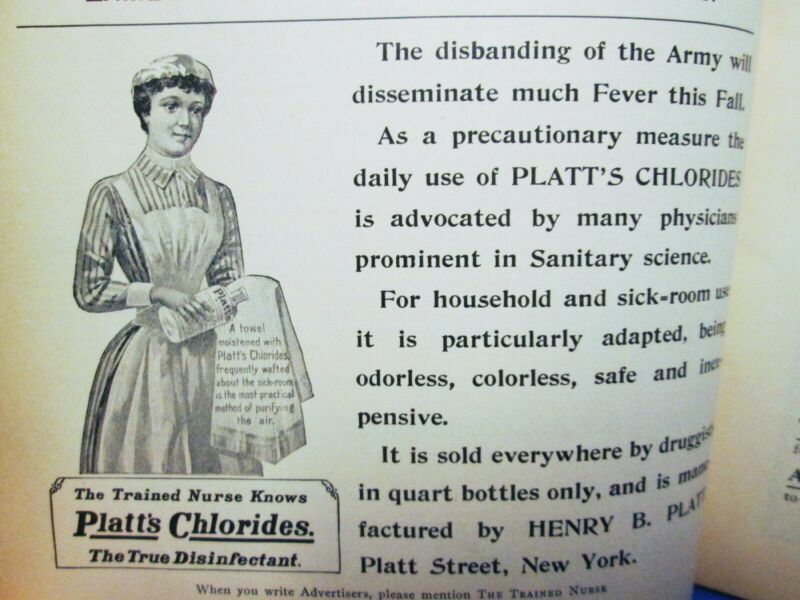 The disbanding of the Army will
disseminate much Fever this Fall.
As a precautionary measure the
daily use of PLATT'S CHLORIDES
is advocated by many physicians
prominent in Sanitary science.
For household and sick=room use
it is particularly adapted, being
odorless, colorless, safe and inex-
pensive.
It is sold everywhere by druggists
in quart bottles only, and is manu-
factured by HENRY B. PLATT
Platt Street, New York.
Platt's
A towel
moistened with
Platt's Chlorides,
frequently wafted
about the sick-room
is the most practical
method of purifying
the air.
The Trained Nurse Knows
Platt's Chlorides.
The True Disinfectant.
When you write Advertisers, please mention THE TRAINED NURSE